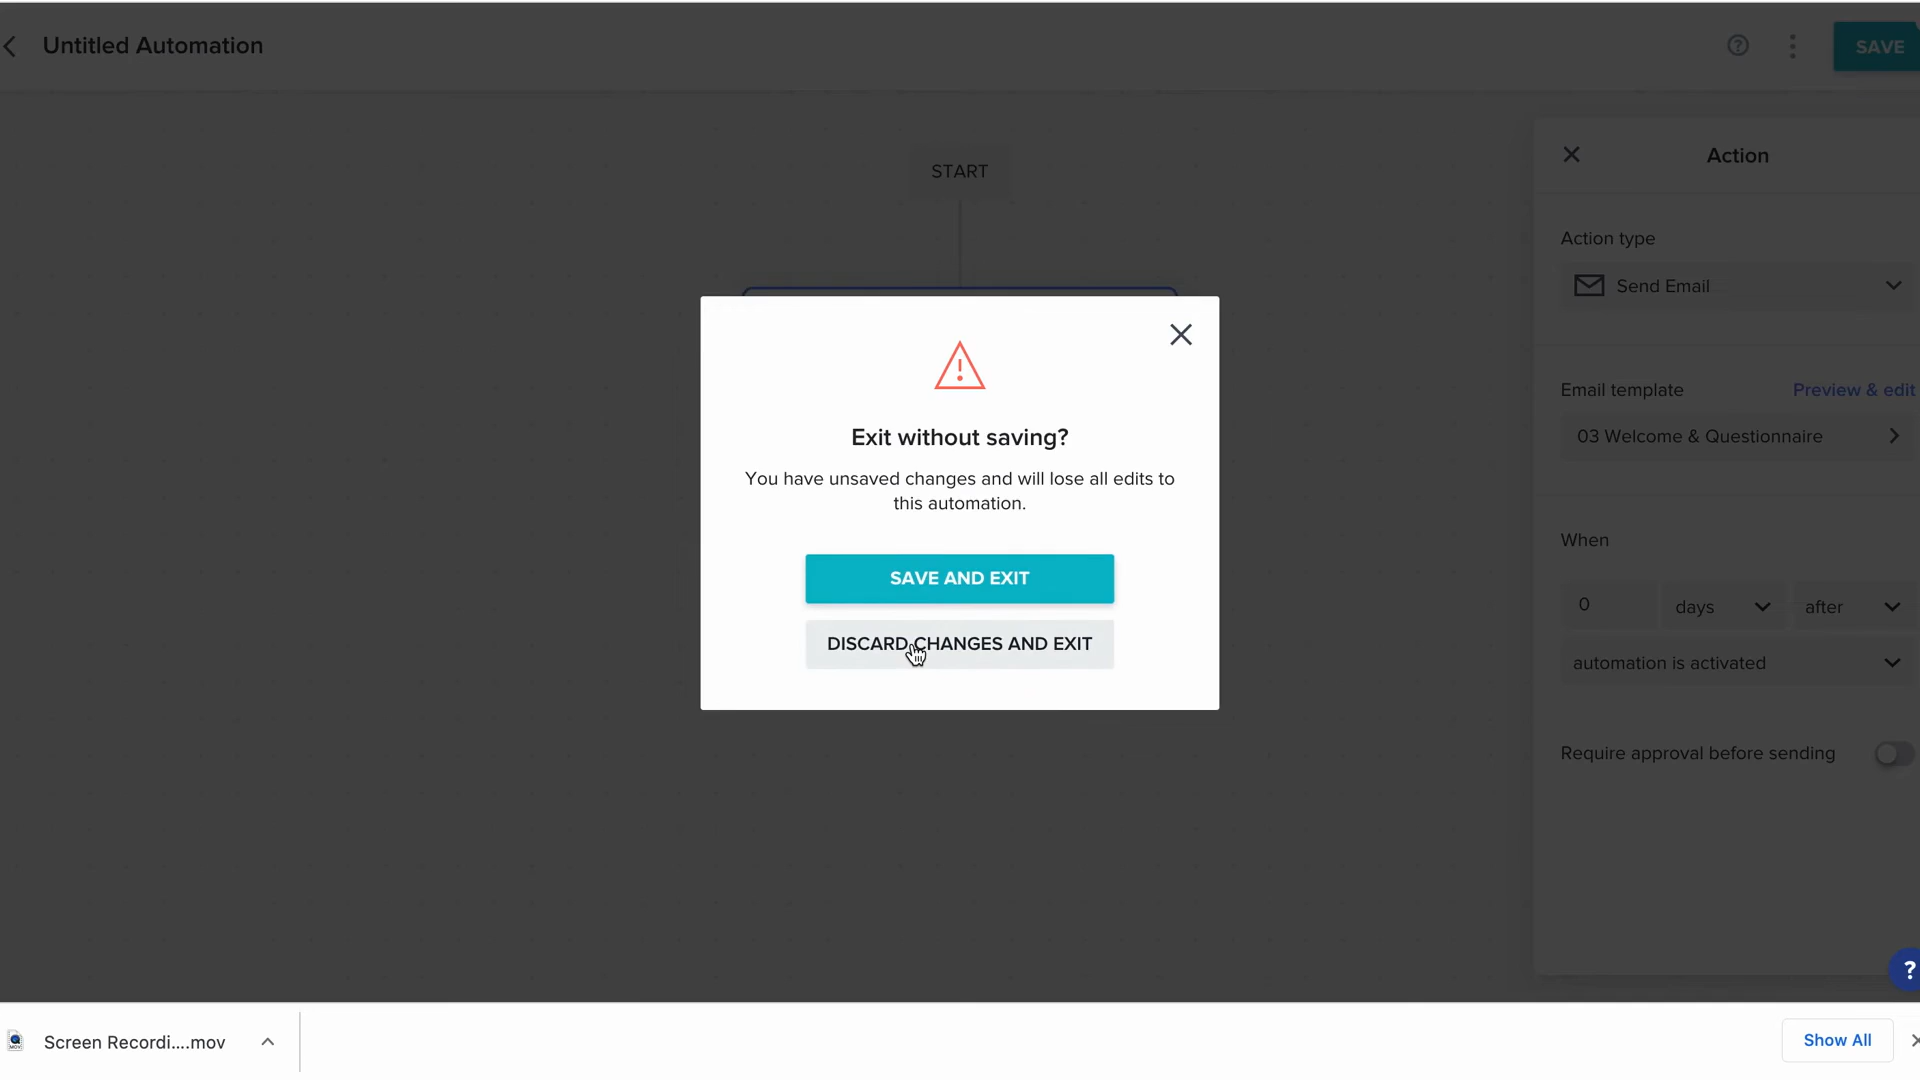 Untitled Automation
SAVE
START
Action
Action type
Send Email
Email template
Preview & edit
03 Welcome & Questionnaire
When
0
days
after
automation is activated
Require approval before sending
Exit without saving?
You have unsaved changes and will lose all edits to
this automation.
SAVE AND EXIT
DISCARD CHANGES AND EXIT
?
Screen Recordi....mov
Show All